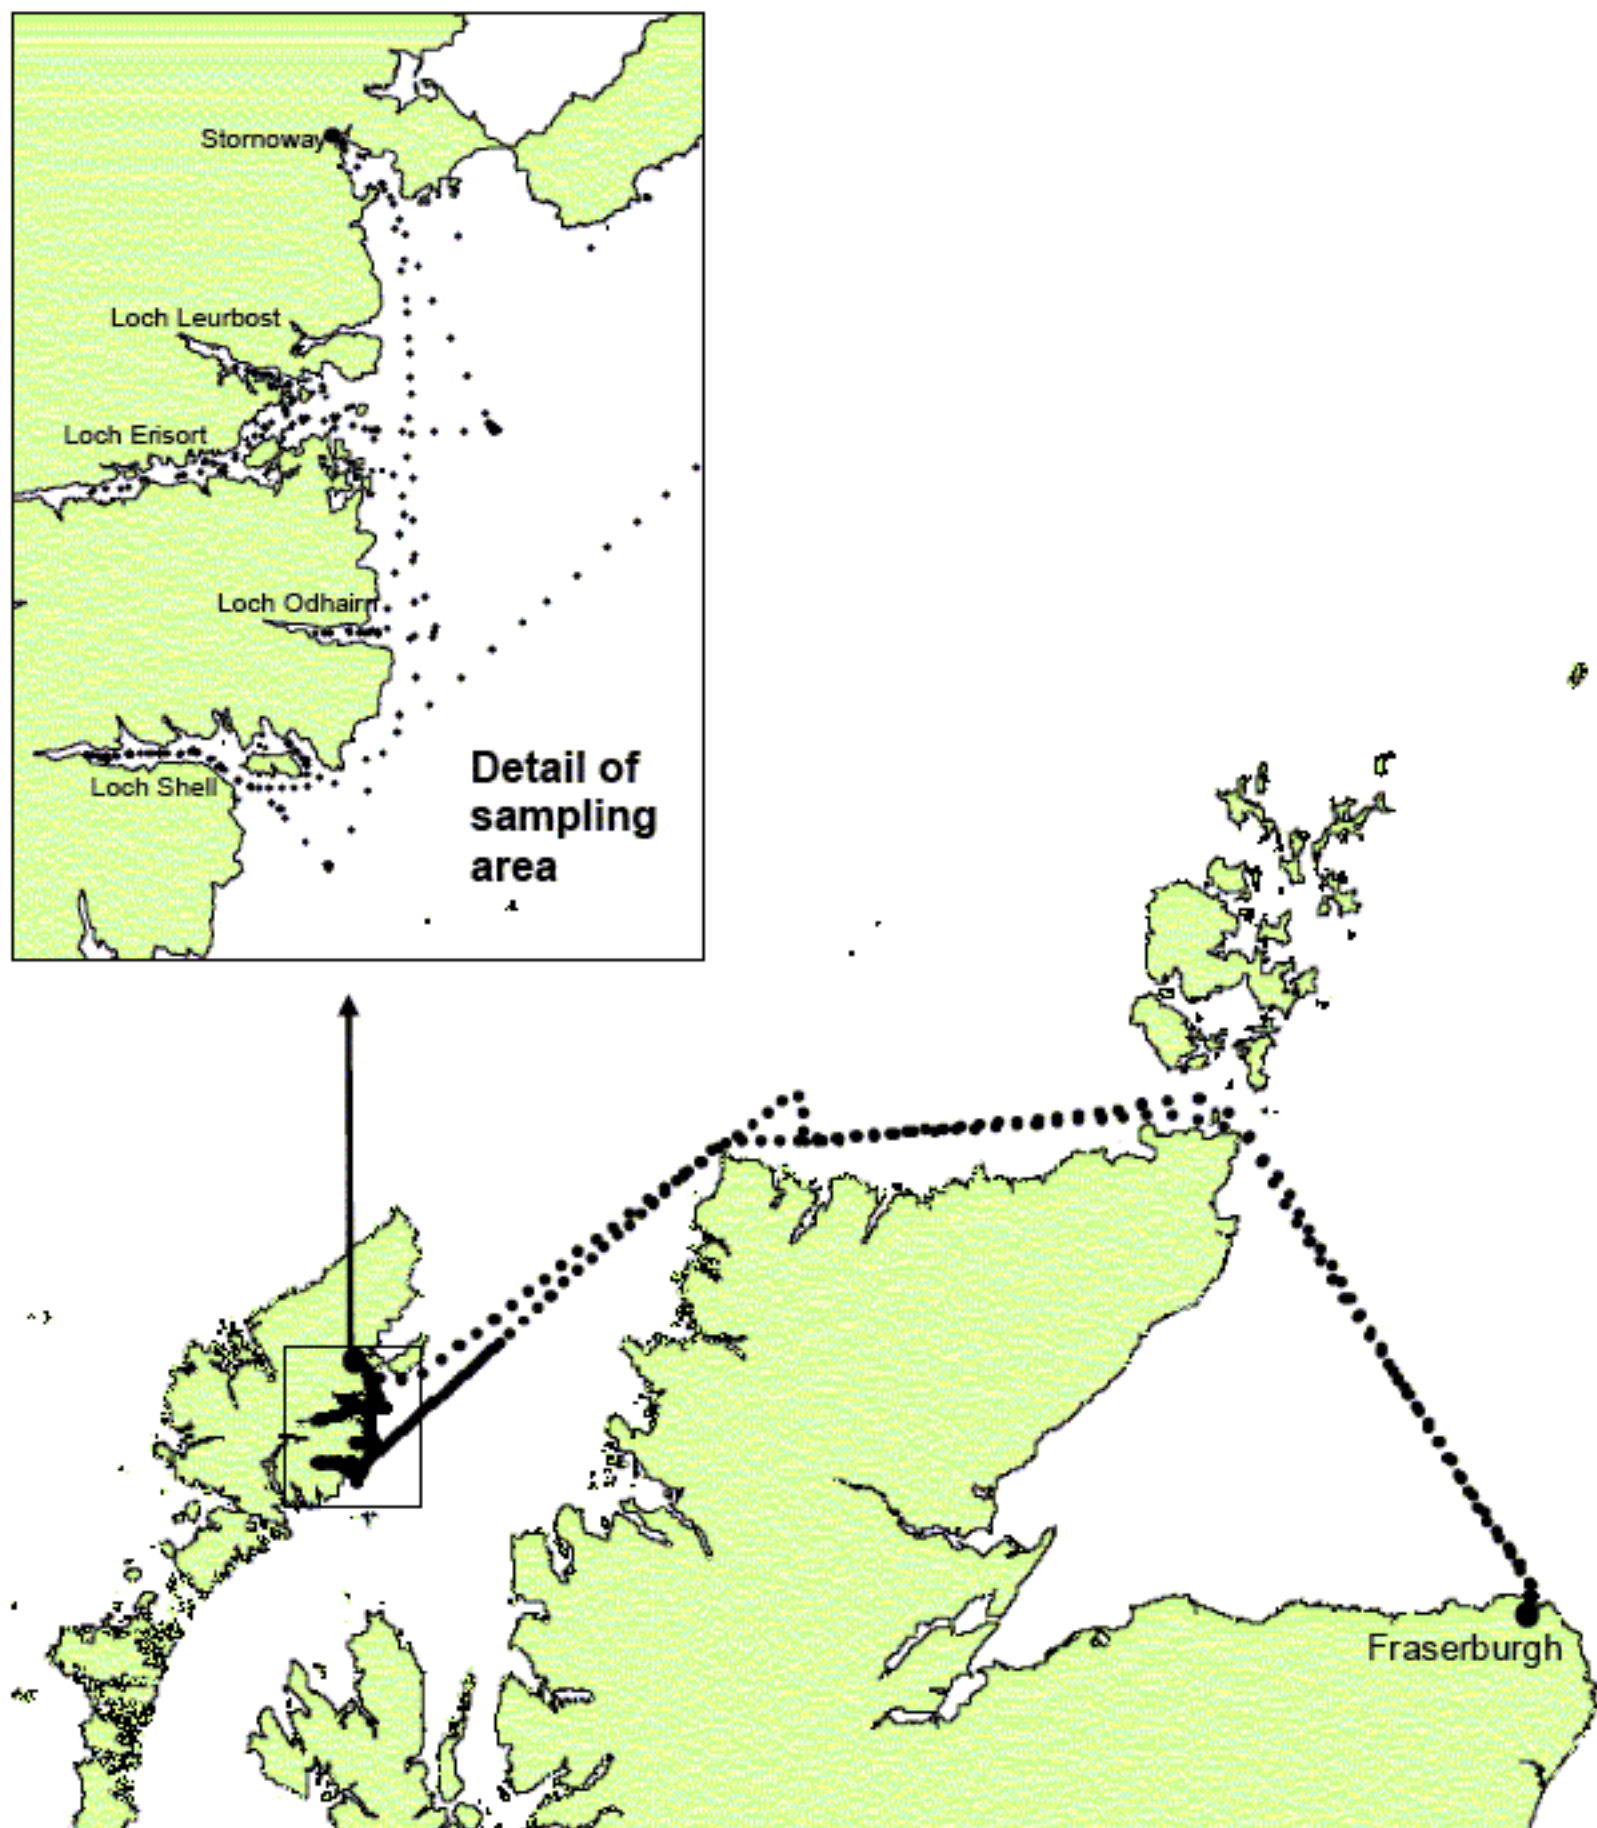 Stornoway
Loch Leurbost
Loch Erisort
Loch Odhairn
Loch Shell
Detail of
sampling
area
Fraserburgh